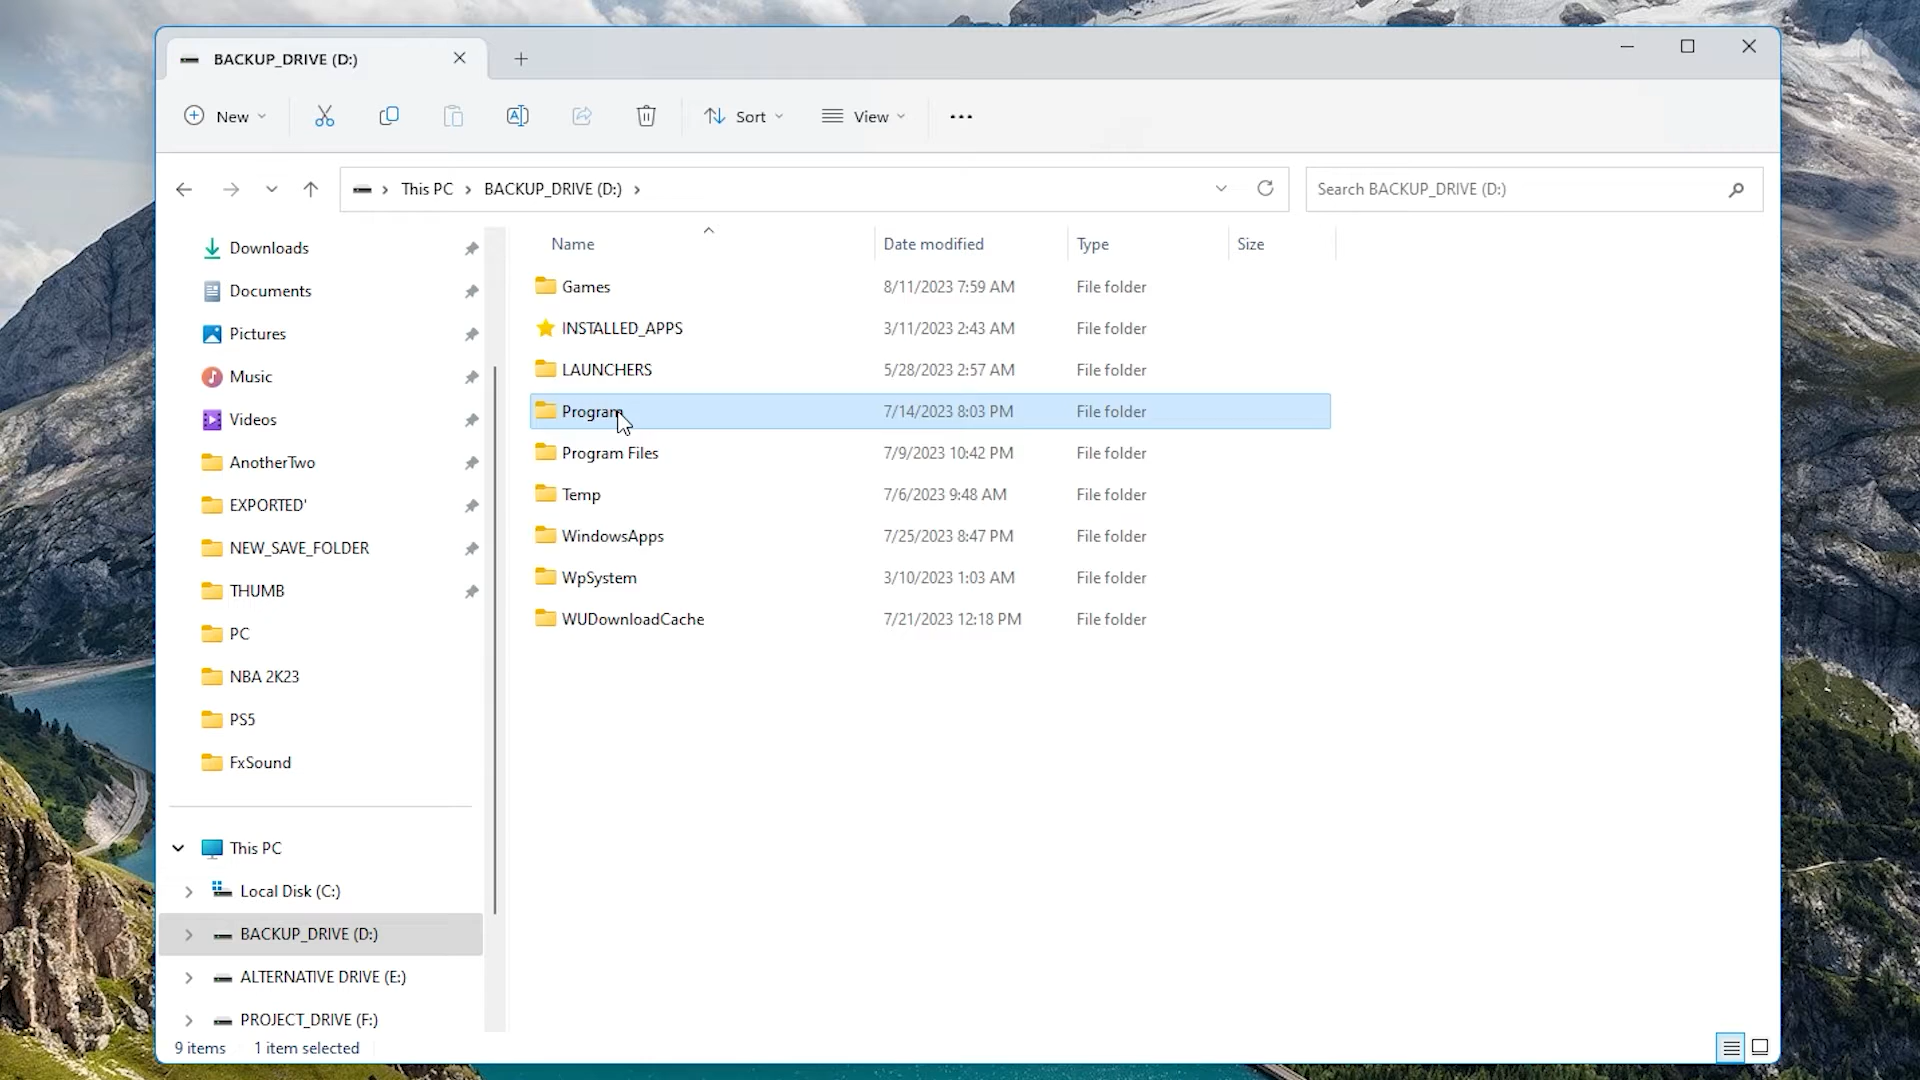 BACKUP_DRIVE (D:)
New
Sort
View
This PC
BACKUP_DRIVE (D:)
Search BACKUP_DRIVE (D:)
Downloads
Documents
Pictures
Music
Videos
AnotherTwo
EXPORTED'
NEW_SAVE_FOLDER
THUMB
PC
NBA 2K23
PS5
FxSound
This PC
Local Disk (C:)
BACKUP_DRIVE (D:)
ALTERNATIVE DRIVE (E:)
PROJECT_DRIVE (F:)
Name Date modified Type Size
Games 8/11/2023 7:59 AM File folder
INSTALLED_APPS 3/11/2023 2:43 AM File folder
LAUNCHERS 5/28/2023 2:57 AM File folder
Program 7/14/2023 8:03 PM File folder
Program Files 7/9/2023 10:42 PM File folder
Temp 7/6/2023 9:48 AM File folder
WindowsApps 7/25/2023 8:47 PM File folder
WpSystem 3/10/2023 1:03 AM File folder
WUDownloadCache 7/21/2023 12:18 PM File folder
9 items 1 item selected